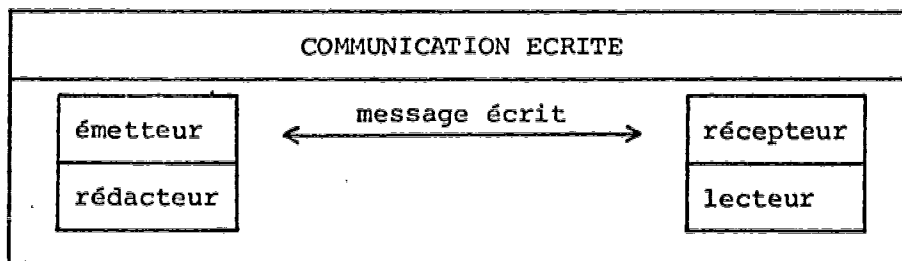 COMMUNICATION ECRITE
émetteur
message écrit
récepteur
rédacteur
lecteur